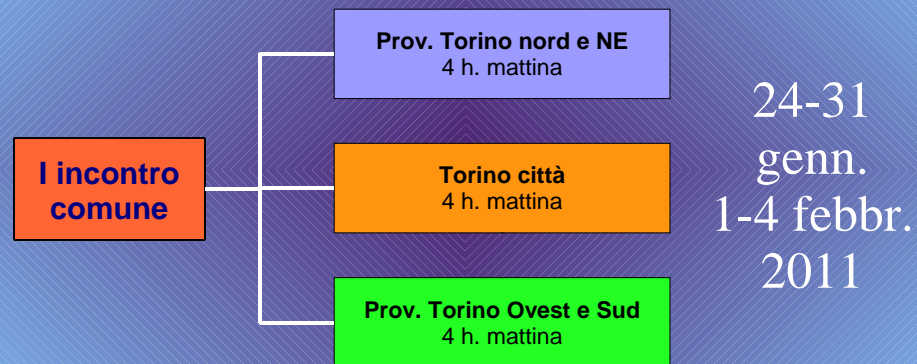 I incontro
comune
Prov. Torino nord e NE
4 h. mattina
Torino città
4 h. mattina
Prov. Torino Ovest e Sud
4 h. mattina
24-31
genn.
1-4 febbr.
2011